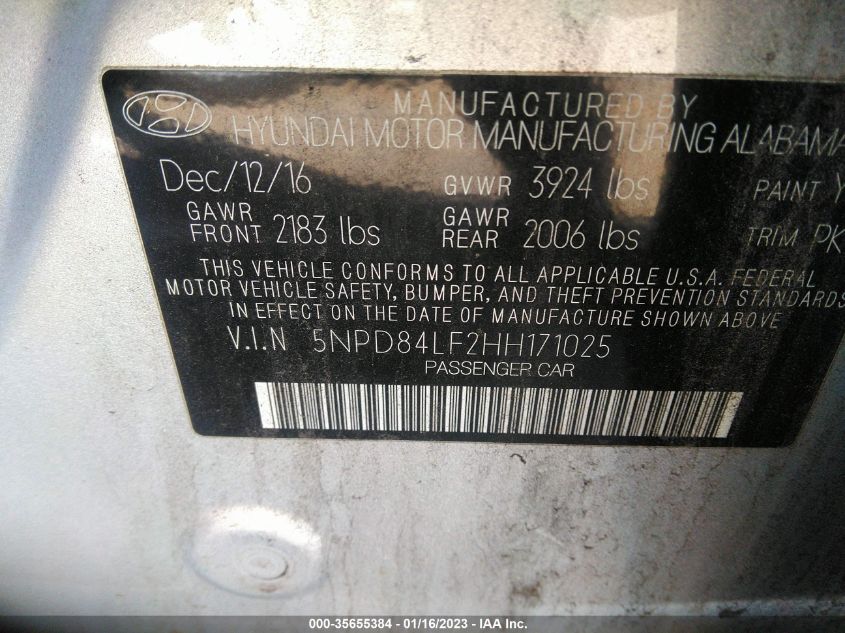 MANUFACTURED BY
HYUNDAI MOTOR MANUFACTURING ALABAMA
Dec/12/16 GVWR 3924 lbs PAINT Y
GAWR FRONT 2183 lbs GAWR REAR 2006 lbs TRIM PK
THIS VEHICLE CONFORMS TO ALL APPLICABLE U.S.A. FEDERAL
MOTOR VEHICLE SAFETY, BUMPER, AND THEFT PREVENTION STANDARDS
IN EFFECT ON THE DATE OF MANUFACTURE SHOWN ABOVE
V.I.N 5NPD84LF2HH171025
PASSENGER CAR
000-35655384 - 01/16/2023 - IAA Inc.